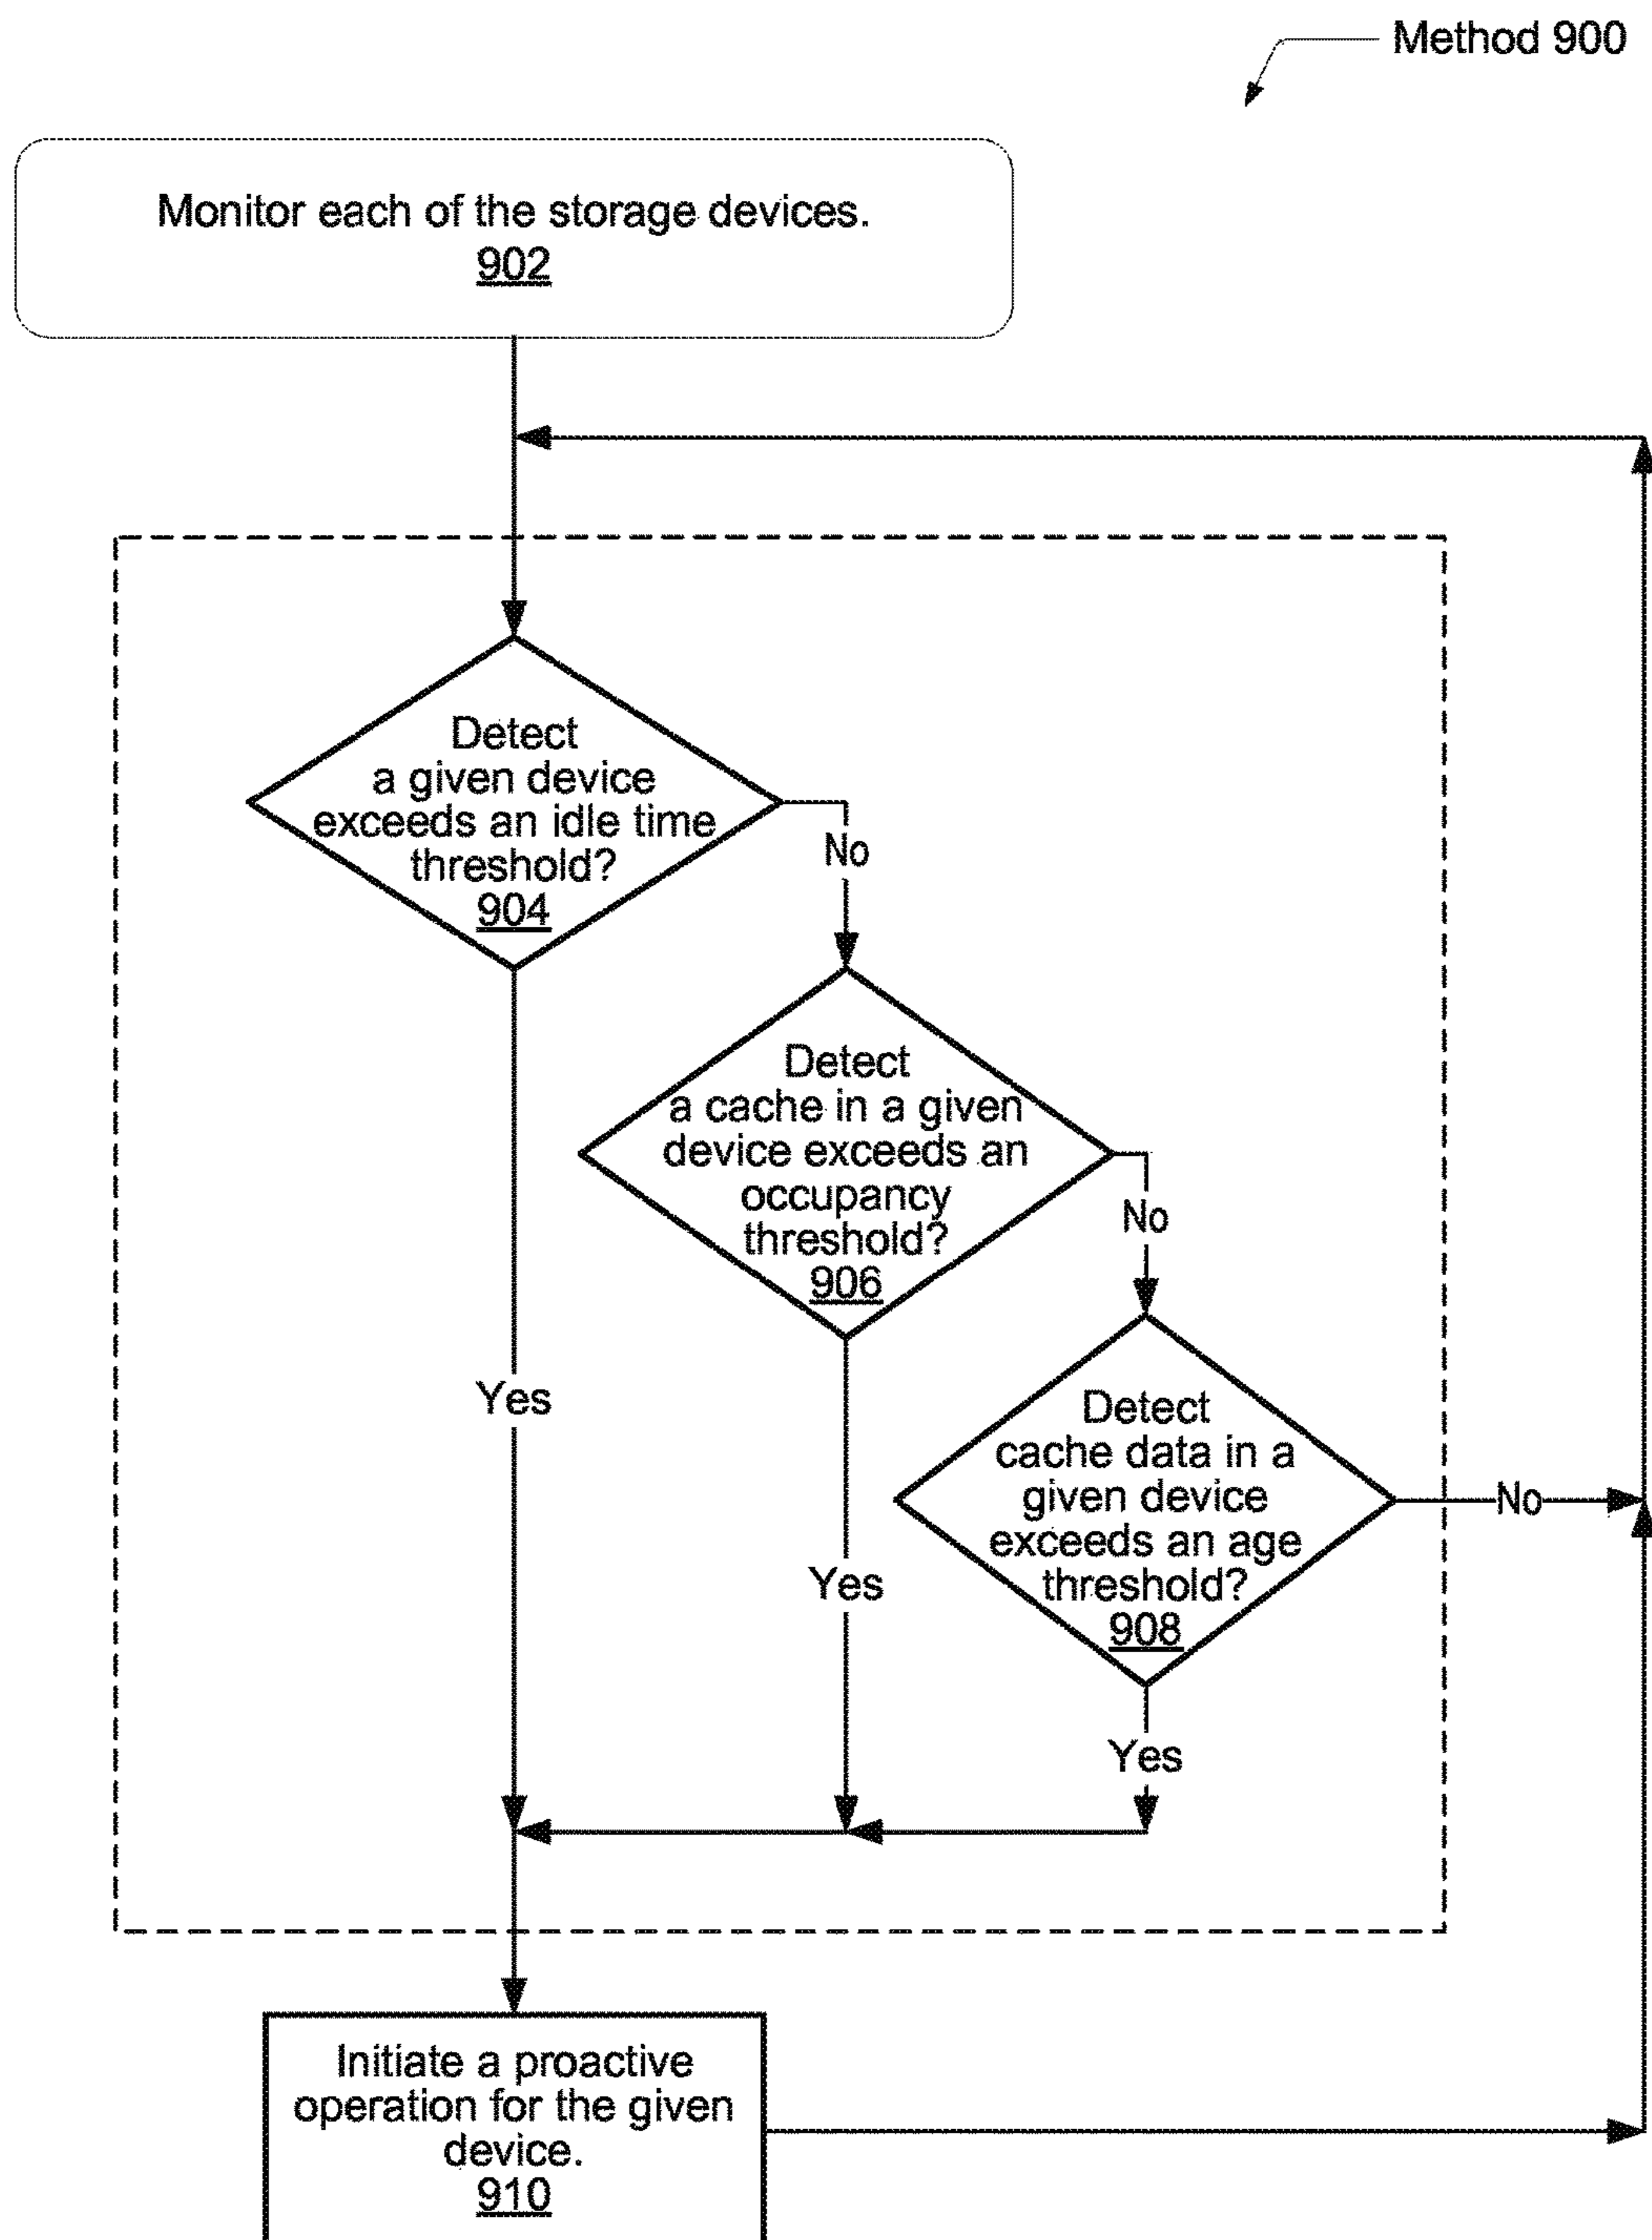 Method 900
Monitor each of the storage devices.
902
Detect
a given device
exceeds an idle time
threshold?
904
No
Detect
a cache in a given
device exceeds an
occupancy
threshold?
906
No
Detect
cache data in a
given device
exceeds an age
threshold?
908
No
Yes
Yes
Yes
Initiate a proactive
operation for the given
device.
910